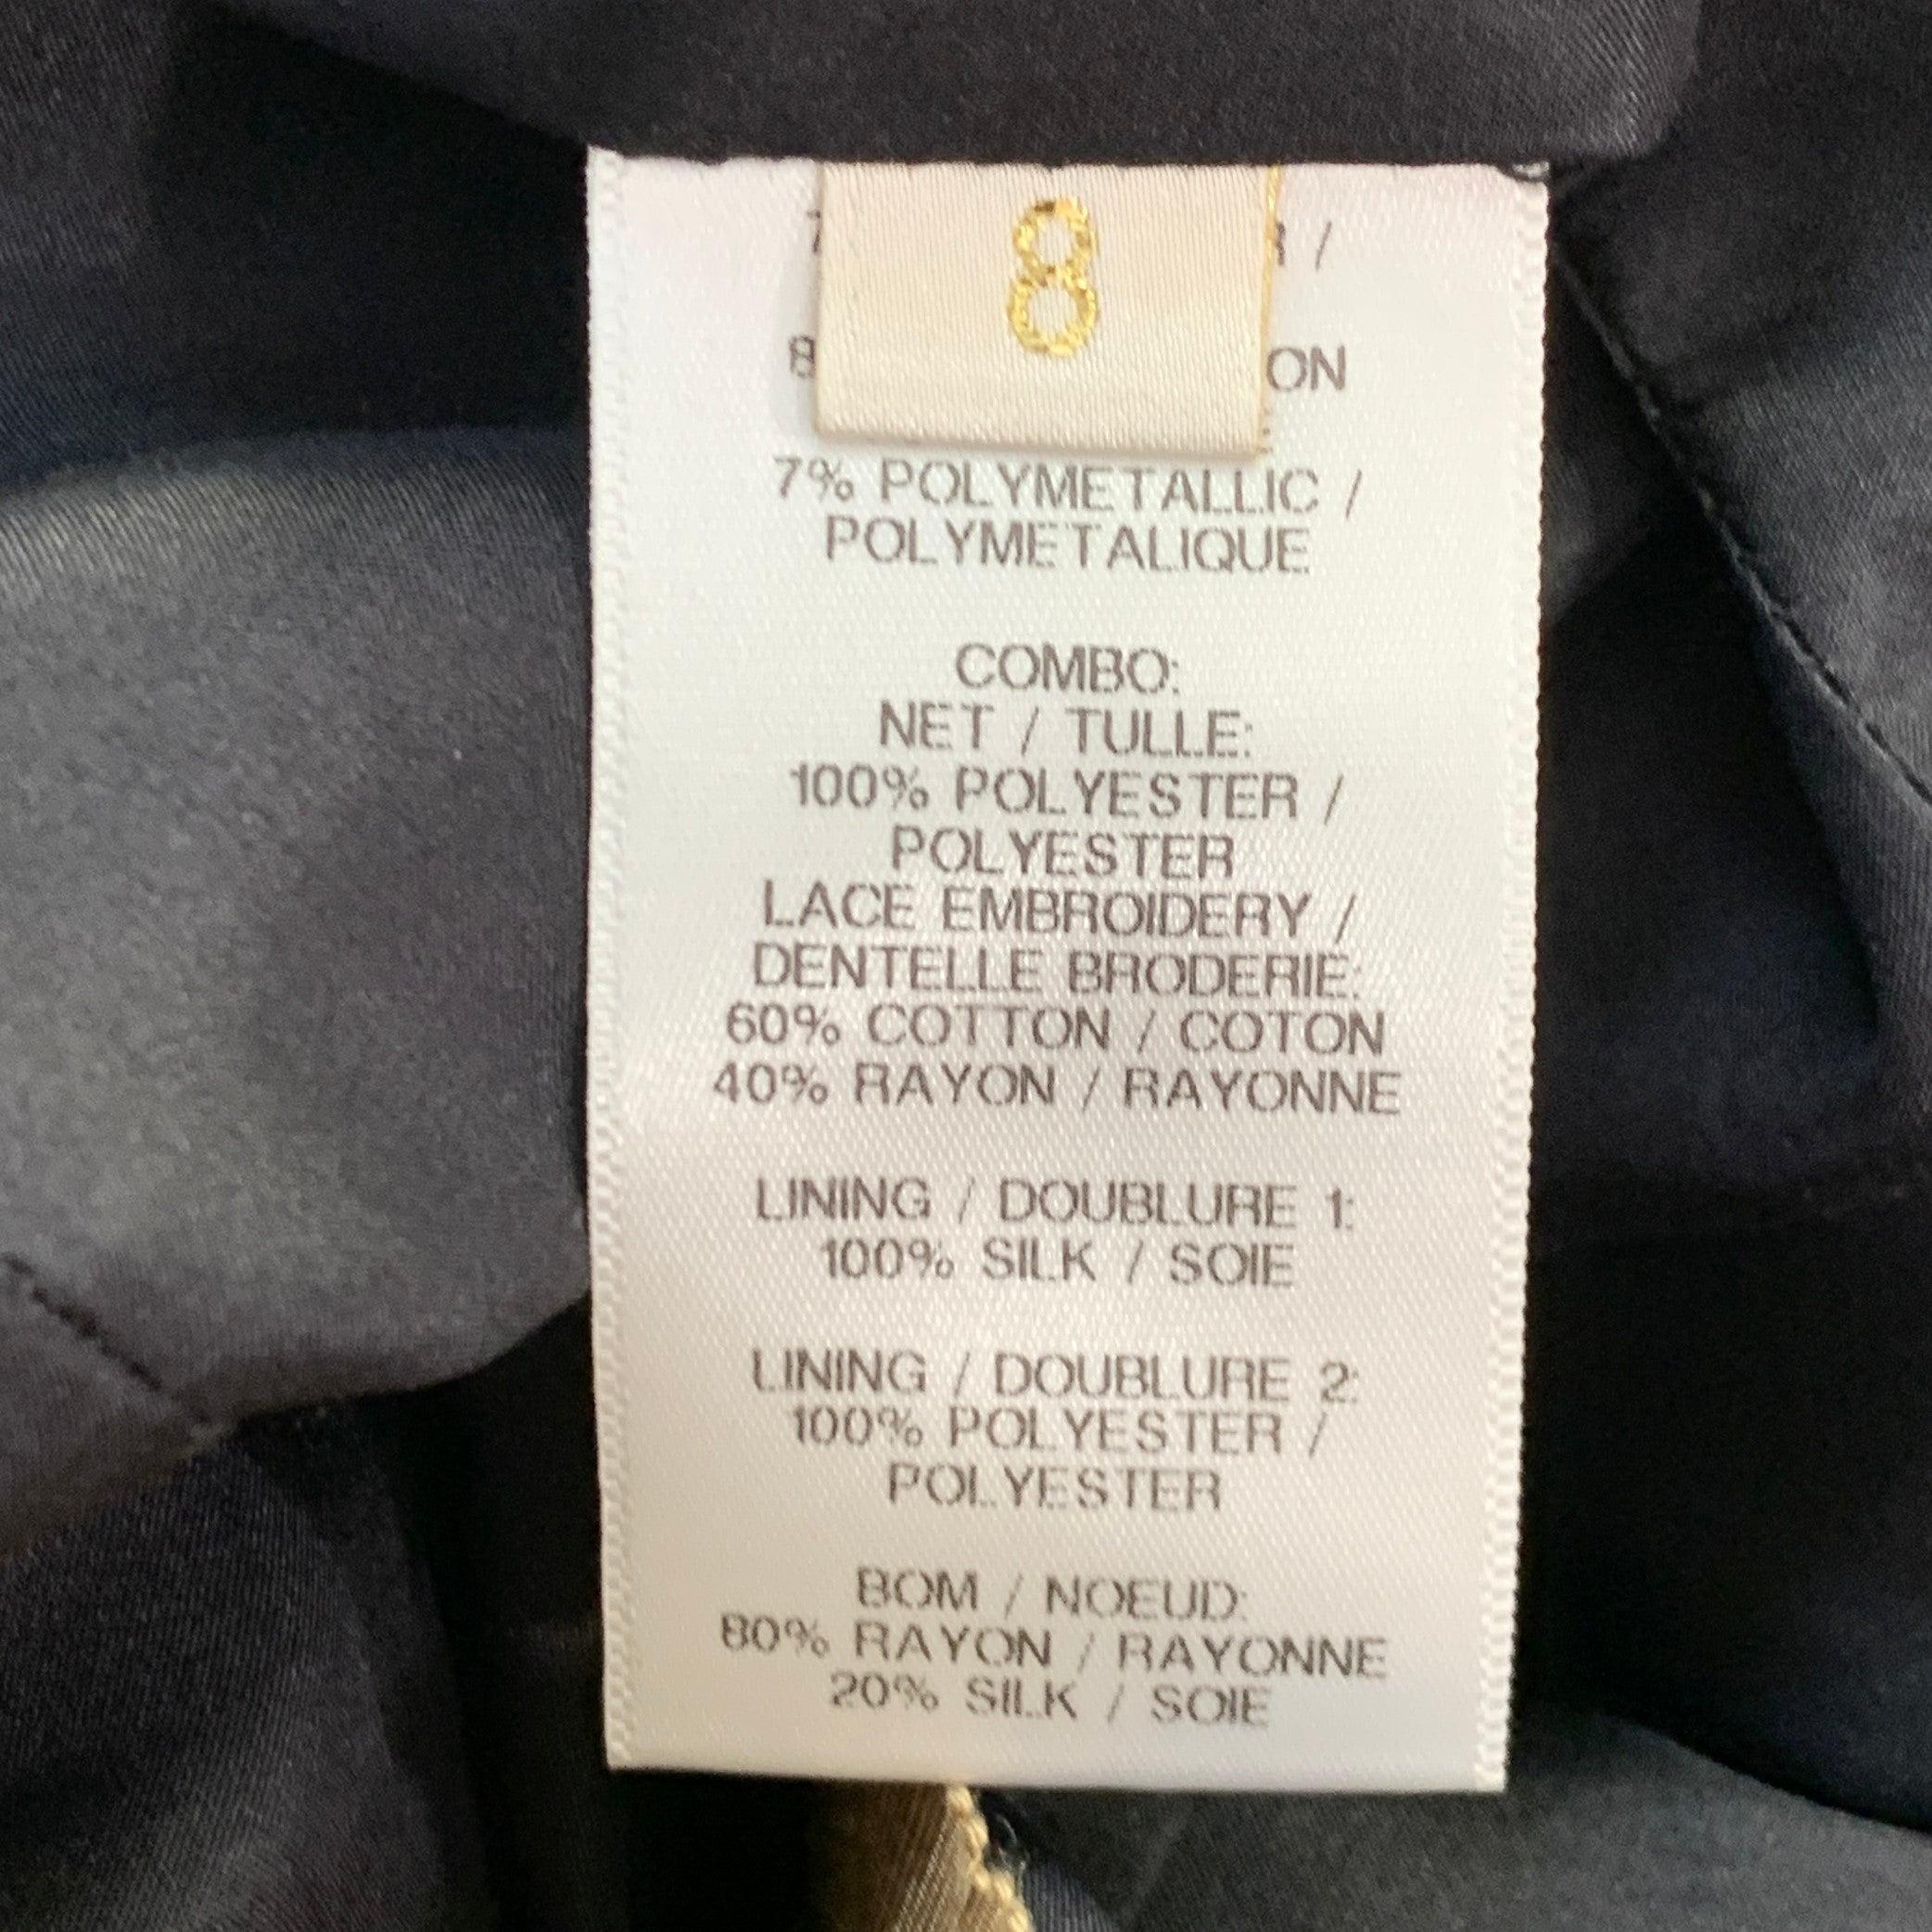 8
7% POLYMETALLIC /
POLYMETALIQUE
COMBO:
NET / TULLE:
100% POLYESTER /
POLYESTER
LACE EMBROIDERY /
DENTELLE BRODERIE:
60% COTTON / COTON
40% RAYON / RAYONNE
LINING / DOUBLURE 1:
100% SILK / SOIE
LINING / DOUBLURE 2:
100% POLYESTER /
POLYESTER
BOM / NOEUD:
80% RAYON / RAYONNE
20% SILK / SOIE